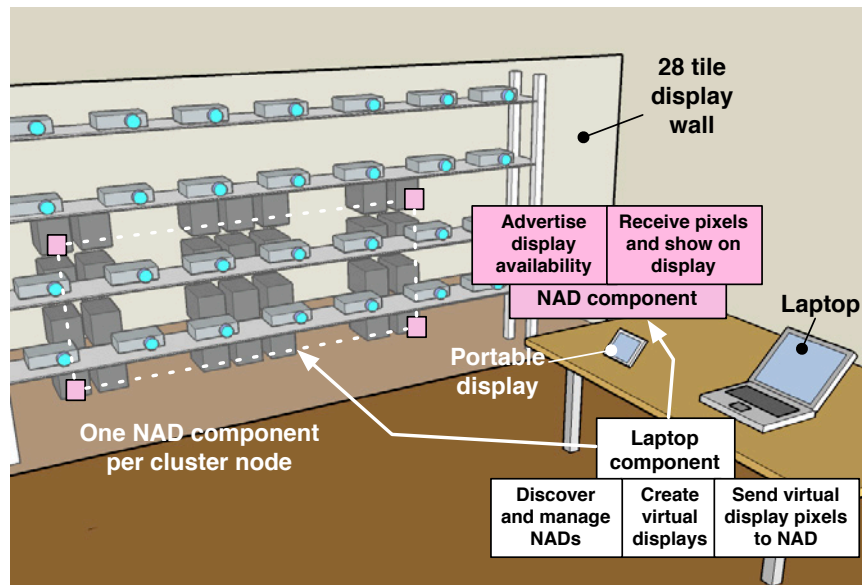 28 tile
display
wall
Advertise
display
availability
Receive pixels
and show on
display
NAD component
Laptop
Portable
display
One NAD component
per cluster node
Laptop
component
Discover
and manage
NADs
Create
virtual
displays
Send virtual
display pixels
to NAD